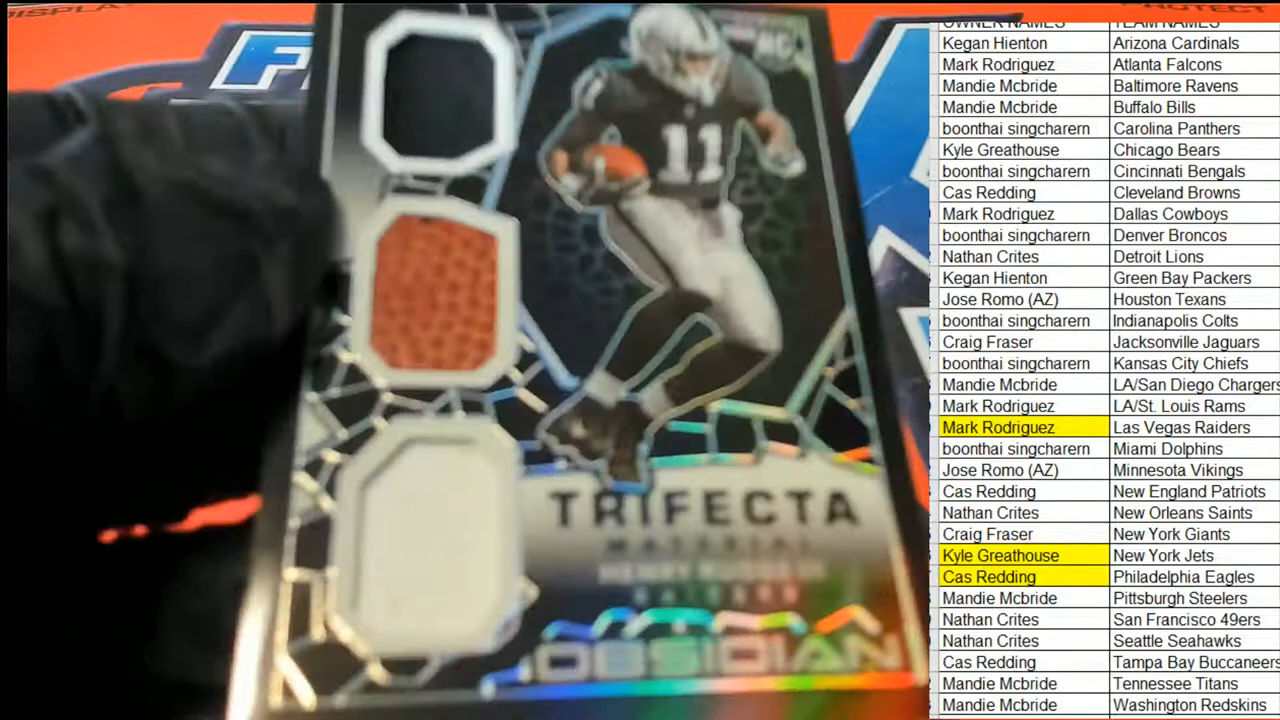 DISPLAY
PROTECT
F
RC
11
TRIFECTA
MATERIAL
OBSIDIAN
OWNER NAMES TEAM NAMES
Kegan Hienton Arizona Cardinals
Mark Rodriguez Atlanta Falcons
Mandie Mcbride Baltimore Ravens
Mandie Mcbride Buffalo Bills
boonthai singcharern Carolina Panthers
Kyle Greathouse Chicago Bears
boonthai singcharern Cincinnati Bengals
Cas Redding Cleveland Browns
Mark Rodriguez Dallas Cowboys
boonthai singcharern Denver Broncos
Nathan Crites Detroit Lions
Kegan Hienton Green Bay Packers
Jose Romo (AZ) Houston Texans
boonthai singcharern Indianapolis Colts
Craig Fraser Jacksonville Jaguars
boonthai singcharern Kansas City Chiefs
Mandie Mcbride LA/San Diego Chargers
Mark Rodriguez LA/St. Louis Rams
Mark Rodriguez Las Vegas Raiders
boonthai singcharern Miami Dolphins
Jose Romo (AZ) Minnesota Vikings
Cas Redding New England Patriots
Nathan Crites New Orleans Saints
Craig Fraser New York Giants
Kyle Greathouse New York Jets
Cas Redding Philadelphia Eagles
Mandie Mcbride Pittsburgh Steelers
Nathan Crites San Francisco 49ers
Nathan Crites Seattle Seahawks
Cas Redding Tampa Bay Buccaneers
Mandie Mcbride Tennessee Titans
Mandie Mcbride Washington Redskins